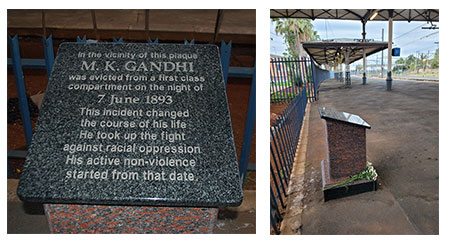 In the vicinity of this plaque
M. K. GANDHI
was evicted from a first class
compartment on the night of
7 June 1893
This incident changed
the course of his life.
He took up the fight
against racial oppression.
His active non-violence
started from that date.